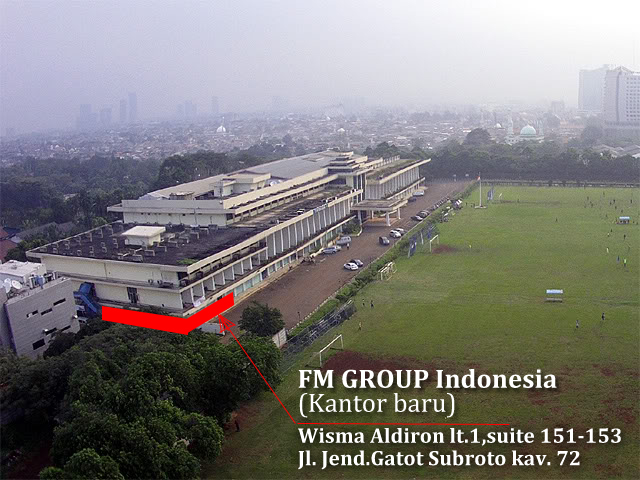 FM GROUP Indonesia
(Kantor baru)
Wisma Aldiron lt.1,suite 151-153
Jl. Jend.Gatot Subroto kav. 72